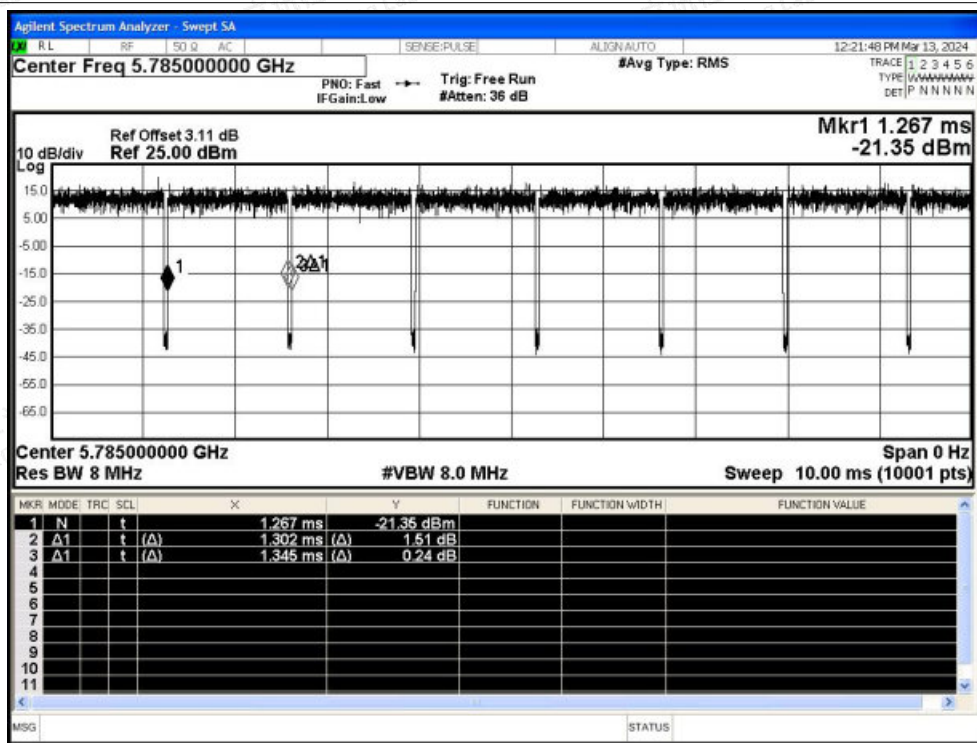 Agilent Spectrum Analyzer - Swept SA
RL RF 50 Ω AC SENSE:PULSE ALIGN AUTO 12:21:48 PM Mar 13, 2024
Center Freq 5.785000000 GHz #Avg Type: RMS TRACE 1 2 3 4 5 6
PNO: Fast Trig: Free Run TYPE WWWWWW
IFGain:Low #Atten: 36 dB DET P N N N N N
Mkr1 1.267 ms
Ref Offset 3.11 dB
10 dB/div Ref 25.00 dBm -21.35 dBm
Log
15.0
5.00
-5.00
1 2Δ1 3Δ1
-15.0
-25.0
-35.0
-45.0
-55.0
-65.0
Center 5.785000000 GHz Span 0 Hz
Res BW 8 MHz #VBW 8.0 MHz Sweep 10.00 ms (10001 pts)
MKR MODE TRC SCL X Y FUNCTION FUNCTION WIDTH FUNCTION VALUE
1 N t 1.267 ms -21.35 dBm
2 Δ1 t (Δ) 1.302 ms (Δ) 1.51 dB
3 Δ1 t (Δ) 1.345 ms (Δ) 0.24 dB
4
5
6
7
8
9
10
11
MSG STATUS